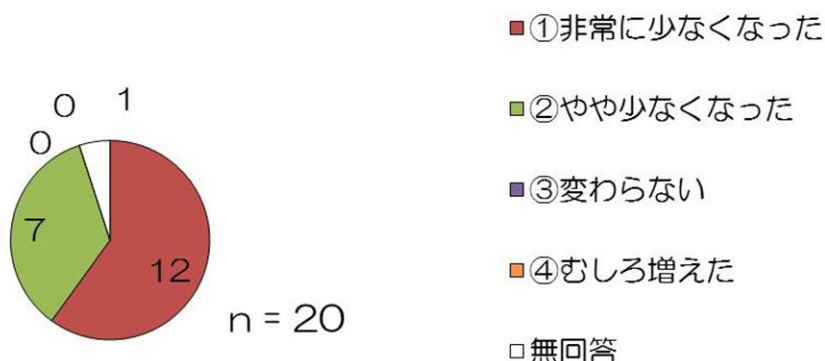 0 1
0
7
12
n = 20
①非常に少なくなった
②やや少なくなった
③変わらない
④むしろ増えた
無回答